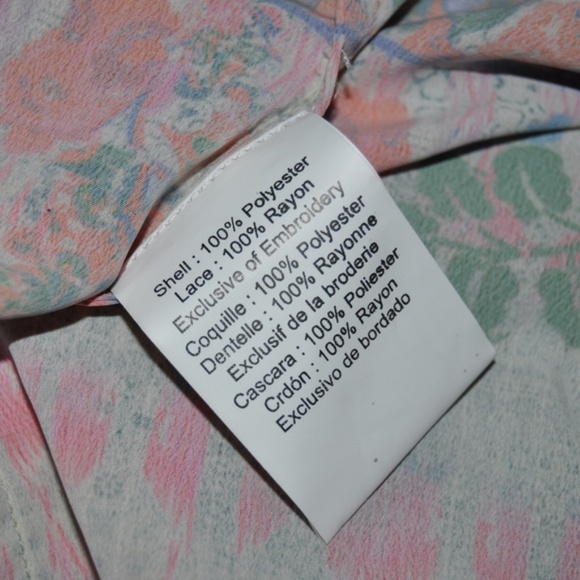 Shell : 100% Polyester
Lace : 100% Rayon
Exclusive of Embroidery
Coquille : 100% Polyester
Dentelle : 100% Rayonne
Exclusif de la broderie
Cascara : 100% Poliester
Crdón : 100% Rayon
Exclusivo de bordado